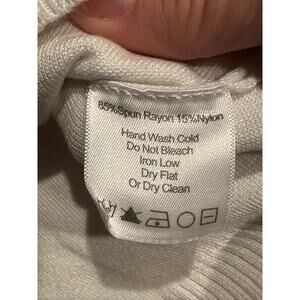 85%Spun Rayon 15%Nylon
Hand Wash Cold
Do Not Bleach
Iron Low
Dry Flat
Or Dry Clean